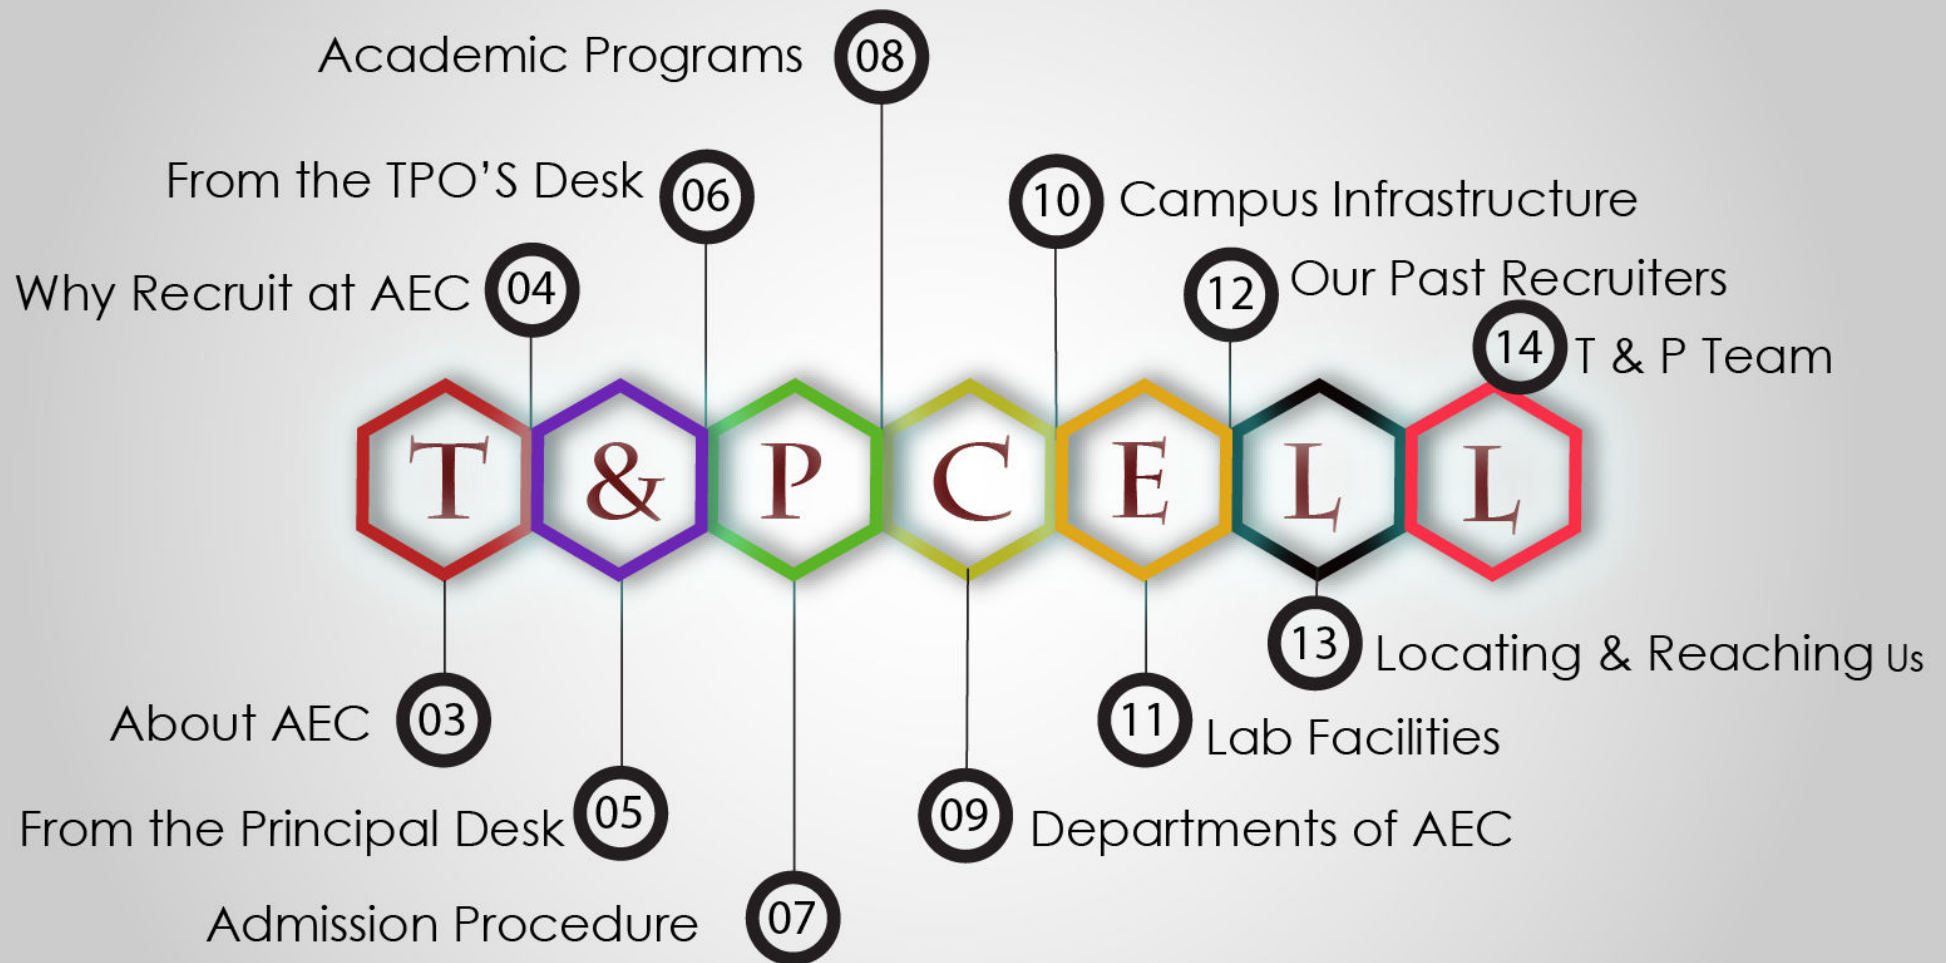 Academic Programs 08
From the TPO'S Desk 06
10 Campus Infrastructure
Why Recruit at AEC 04
12 Our Past Recruiters
14 T & P Team
T & P C E L L
13 Locating & Reaching Us
About AEC 03
11 Lab Facilities
From the Principal Desk 05
09 Departments of AEC
Admission Procedure 07